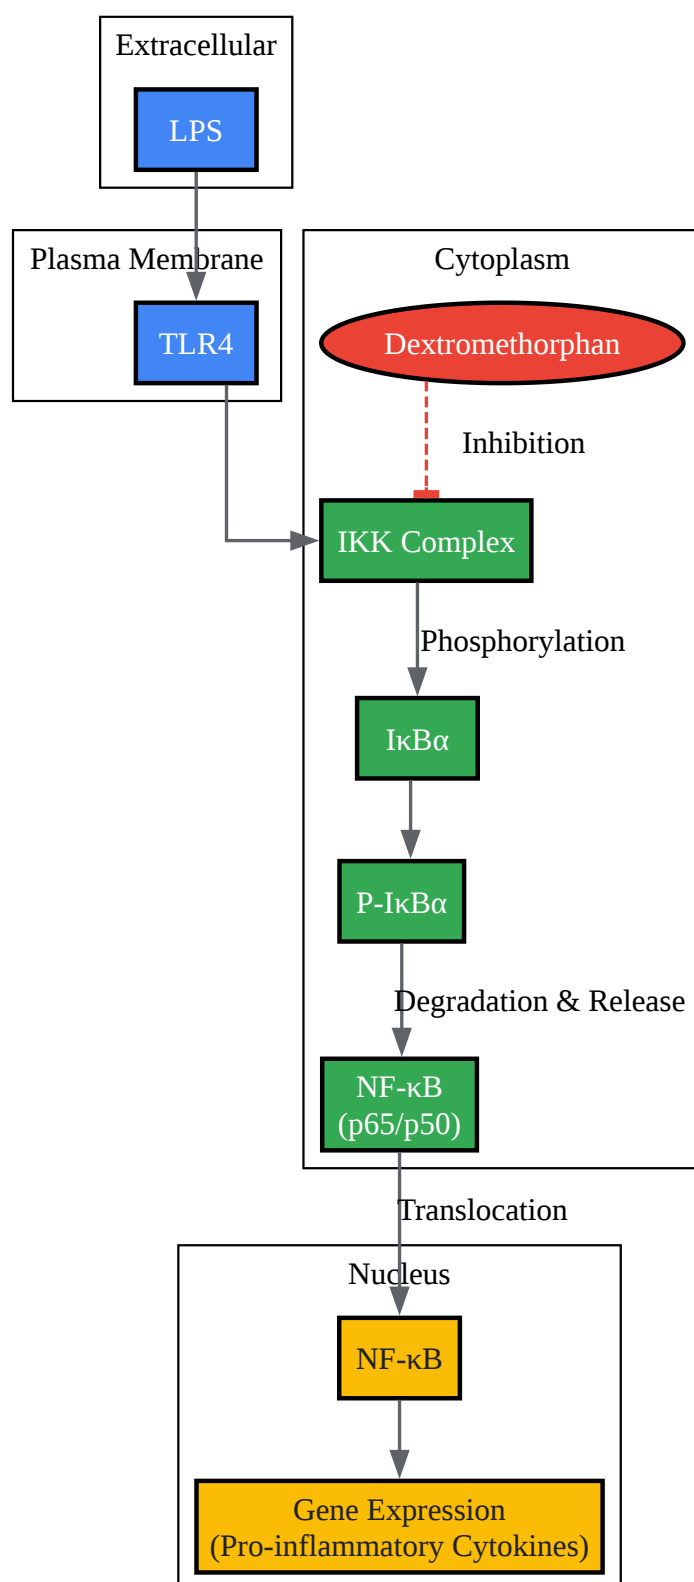 Extracellular
LPS
Plasma Membrane
TLR4
Cytoplasm
Dextromethorphan
Inhibition
IKK Complex
Phosphorylation
IκBα
P-IκBα
Degradation & Release
NF-κB
(p65/p50)
Translocation
Nucleus
NF-κB
Gene Expression
(Pro-inflammatory Cytokines)